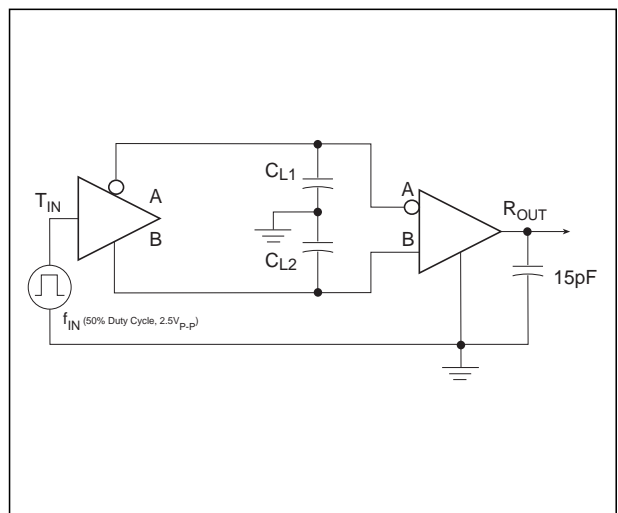 C_L1
A
A
T_IN
R_OUT
B
B
C_L2
15pF
f_IN (50% Duty Cycle, 2.5V_P-P)